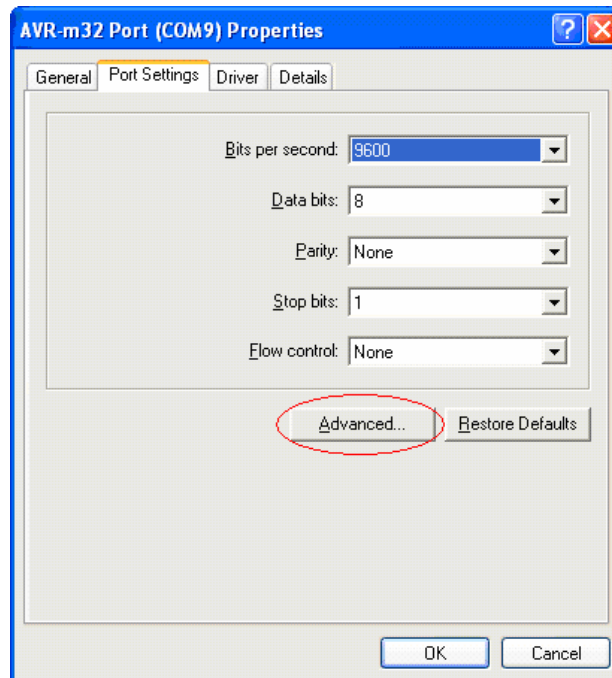 AVR-m32 Port (COM9) Properties
General Port Settings Driver Details
Bits per second: 9600
Data bits: 8
Parity: None
Stop bits: 1
Flow control: None
Advanced... Restore Defaults
OK Cancel